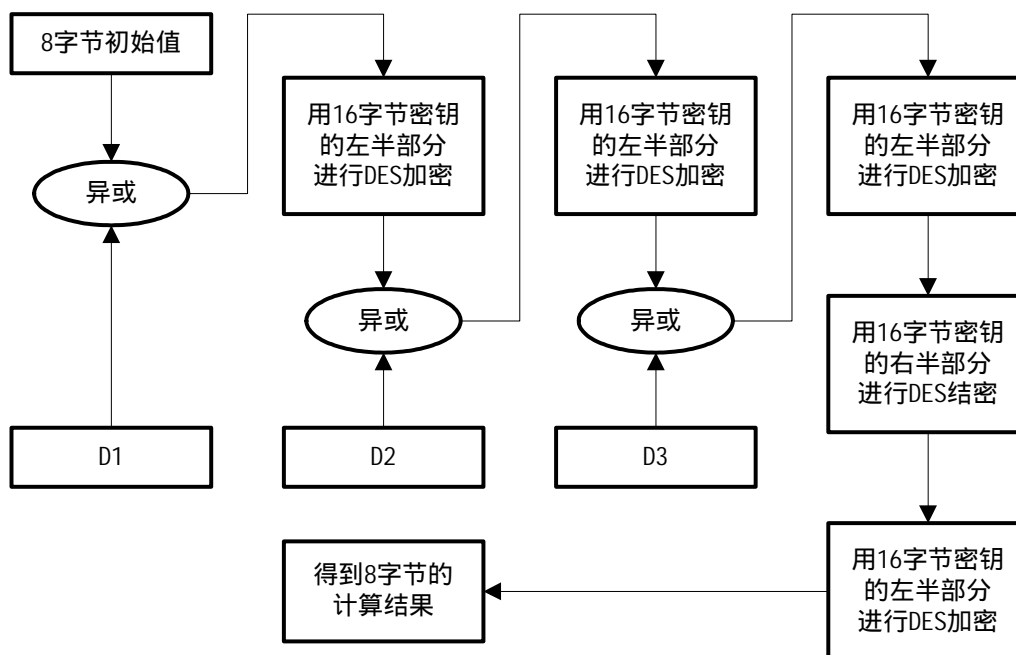 8字节初始值
用16字节密钥
的左半部分
进行DES加密
用16字节密钥
的左半部分
进行DES加密
用16字节密钥
的左半部分
进行DES加密
异或
异或
异或
用16字节密钥
的右半部分
进行DES结密
D1
D2
D3
得到8字节的
计算结果
用16字节密钥
的左半部分
进行DES加密